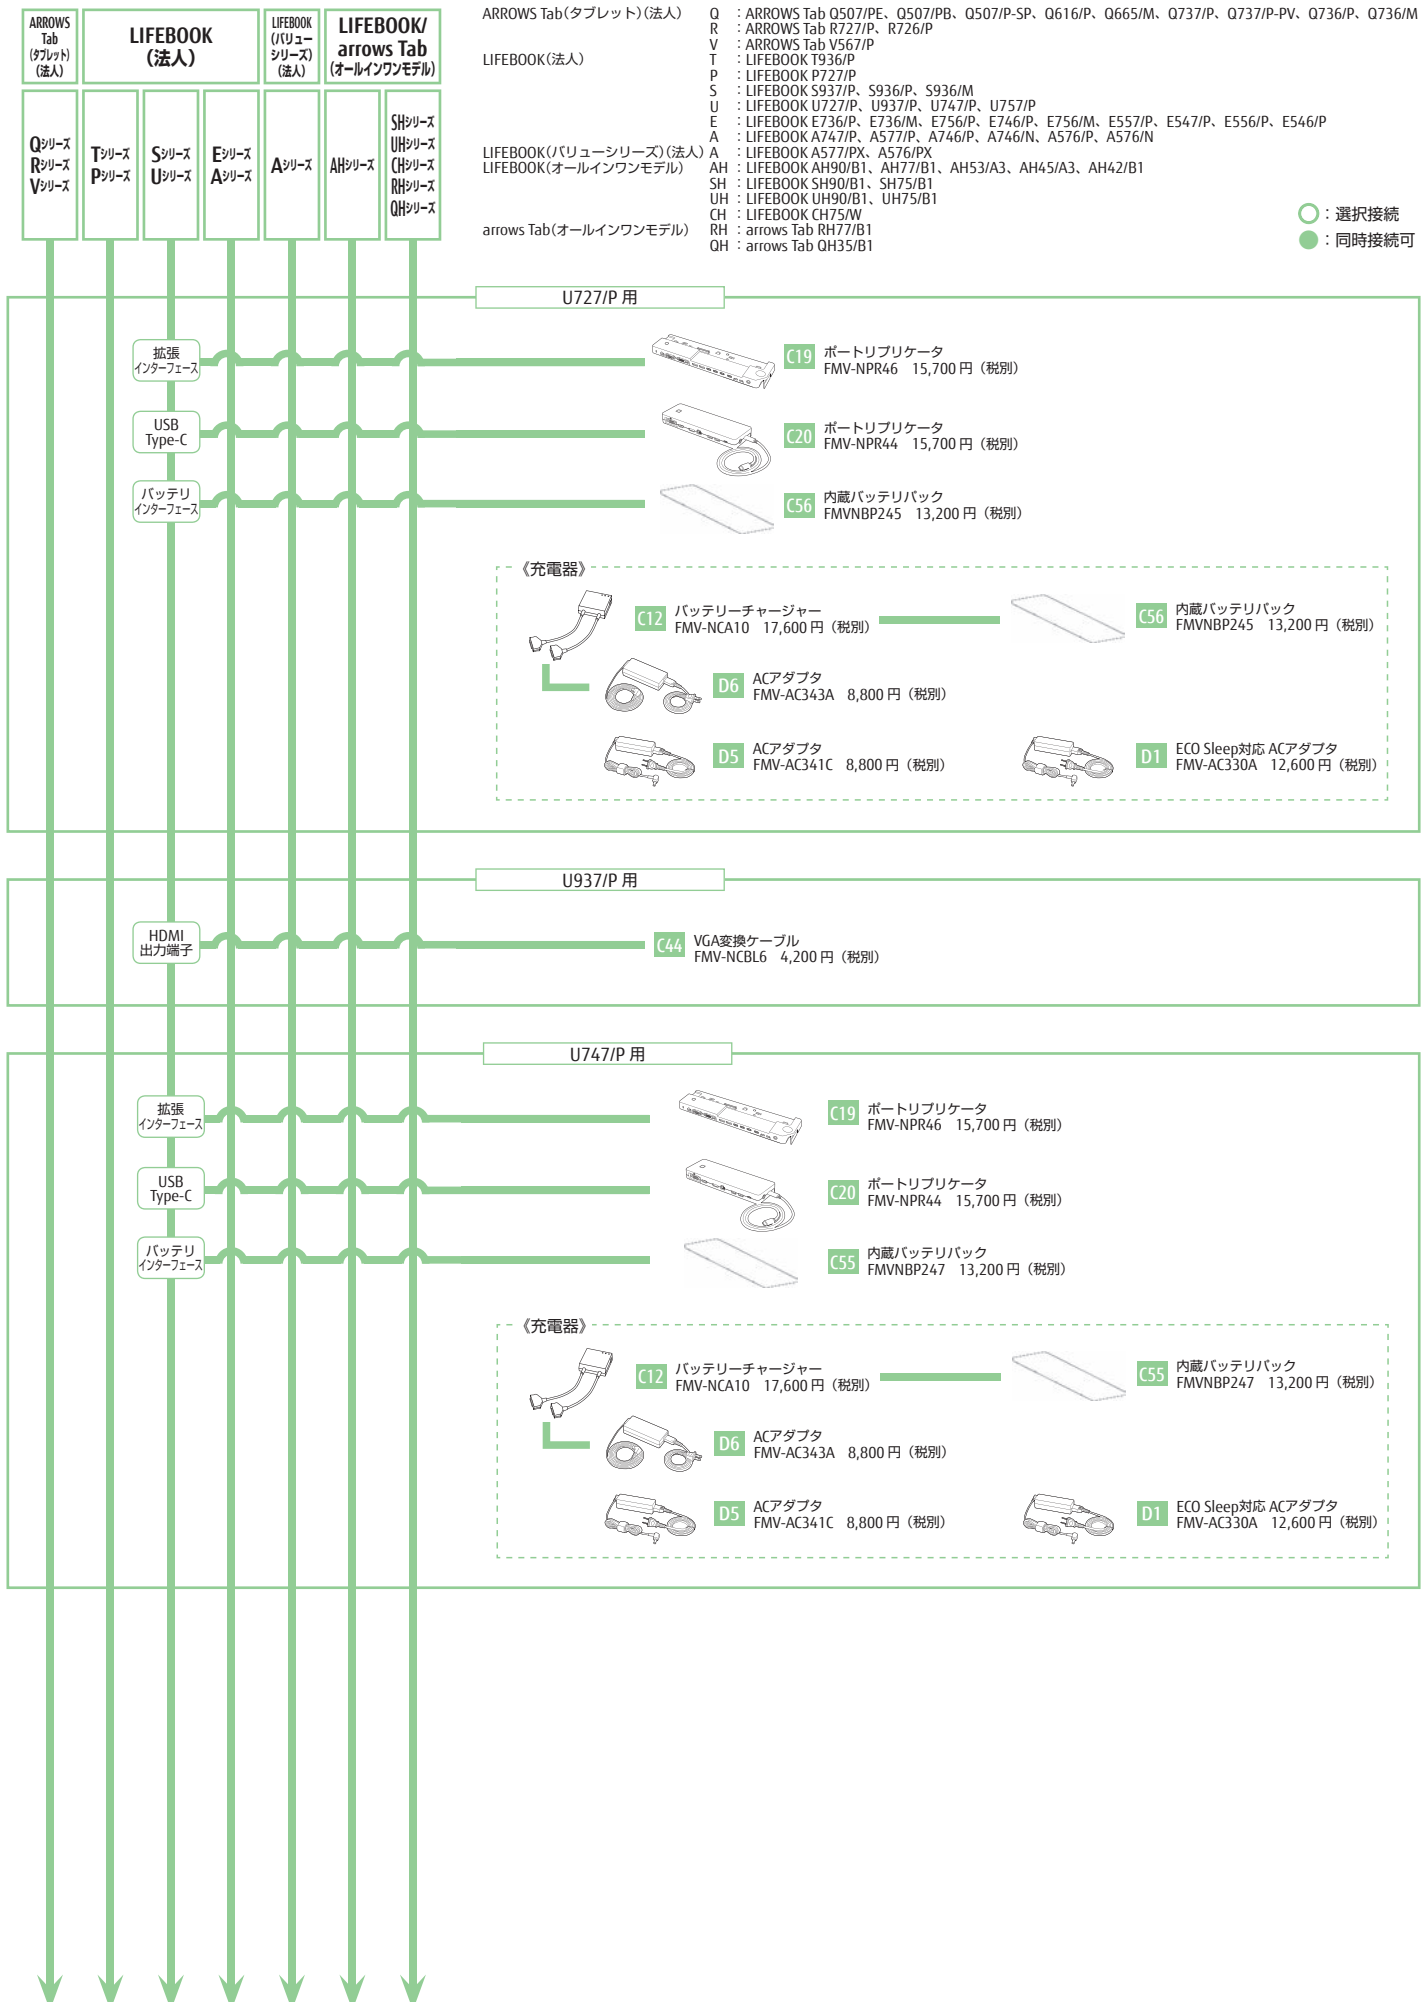 ARROWS
Tab
(タブレット)
(法人)
LIFEBOOK
(法人)
LIFEBOOK
(バリュー
シリーズ)
(法人)
LIFEBOOK/
arrows Tab
(オールインワンモデル)
Qシリーズ
Rシリーズ
Vシリーズ
Tシリーズ
Pシリーズ
Sシリーズ
Uシリーズ
Eシリーズ
Aシリーズ
Aシリーズ
AHシリーズ
SHシリーズ
UHシリーズ
CHシリーズ
RHシリーズ
QHシリーズ
ARROWS Tab(タブレット)(法人) Q :ARROWS Tab Q507/PE、Q507/PB、Q507/P-SP、Q616/P、Q665/M、Q737/P、Q737/P-PV、Q736/P、Q736/M
R :ARROWS Tab R727/P、R726/P
V :ARROWS Tab V567/P
LIFEBOOK(法人) T :LIFEBOOK T936/P
P :LIFEBOOK P727/P
S :LIFEBOOK S937/P、S936/P、S936/M
U :LIFEBOOK U727/P、U937/P、U747/P、U757/P
E :LIFEBOOK E736/P、E736/M、E756/P、E746/P、E756/M、E557/P、E547/P、E556/P、E546/P
A :LIFEBOOK A747/P、A577/P、A746/P、A746/N、A576/P、A576/N
LIFEBOOK(バリューシリーズ)(法人) A :LIFEBOOK A577/PX、A576/PX
LIFEBOOK(オールインワンモデル) AH :LIFEBOOK AH90/B1、AH77/B1、AH53/A3、AH45/A3、AH42/B1
SH :LIFEBOOK SH90/B1、SH75/B1
UH :LIFEBOOK UH90/B1、UH75/B1
CH :LIFEBOOK CH75/W
arrows Tab(オールインワンモデル) RH :arrows Tab RH77/B1
QH :arrows Tab QH35/B1
:選択接続
:同時接続可
U727/P 用
拡張
インターフェース
C19 ポートリプリケータ
FMV-NPR46 15,700 円(税別)
USB
Type-C
C20 ポートリプリケータ
FMV-NPR44 15,700 円(税別)
バッテリ
インターフェース
C56 内蔵バッテリパック
FMVNBP245 13,200 円(税別)
《充電器》
C12 バッテリーチャージャー
FMV-NCA10 17,600 円(税別)
C56 内蔵バッテリパック
FMVNBP245 13,200 円(税別)
D6 ACアダプタ
FMV-AC343A 8,800 円(税別)
D5 ACアダプタ
FMV-AC341C 8,800 円(税別)
D1 ECO Sleep対応 ACアダプタ
FMV-AC330A 12,600 円(税別)
U937/P 用
HDMI
出力端子
C44 VGA変換ケーブル
FMV-NCBL6 4,200 円(税別)
U747/P 用
拡張
インターフェース
C19 ポートリプリケータ
FMV-NPR46 15,700 円(税別)
USB
Type-C
C20 ポートリプリケータ
FMV-NPR44 15,700 円(税別)
バッテリ
インターフェース
C55 内蔵バッテリパック
FMVNBP247 13,200 円(税別)
《充電器》
C12 バッテリーチャージャー
FMV-NCA10 17,600 円(税別)
C55 内蔵バッテリパック
FMVNBP247 13,200 円(税別)
D6 ACアダプタ
FMV-AC343A 8,800 円(税別)
D5 ACアダプタ
FMV-AC341C 8,800 円(税別)
D1 ECO Sleep対応 ACアダプタ
FMV-AC330A 12,600 円(税別)